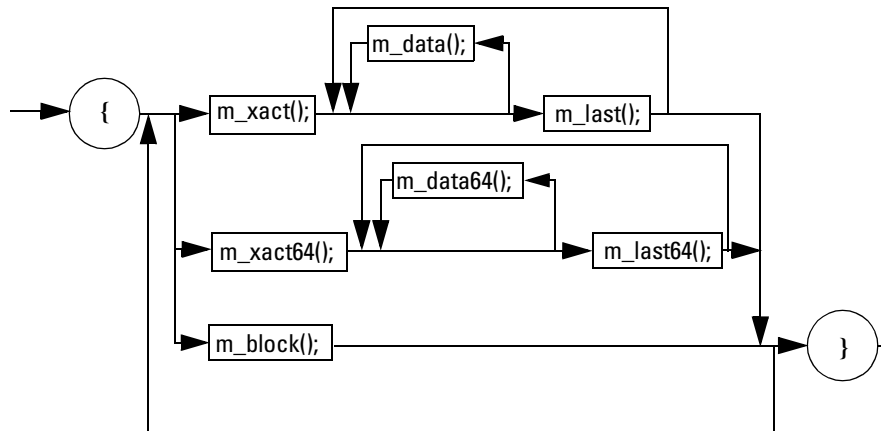 m_data();
{
m_xact();
m_last();
m_data64();
m_xact64();
m_last64();
m_block();
}